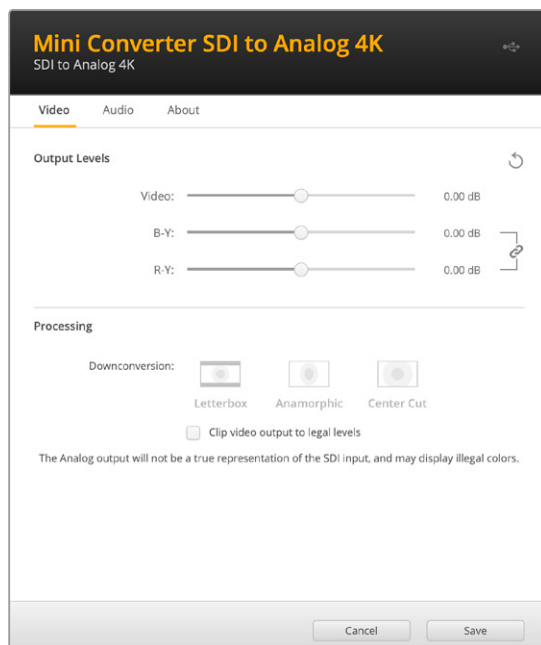 Mini Converter SDI to Analog 4K
SDI to Analog 4K
Video Audio About
Output Levels
Video: 0.00 dB
B-Y: 0.00 dB
R-Y: 0.00 dB
Processing
Downconversion:
Letterbox Anamorphic Center Cut
Clip video output to legal levels
The Analog output will not be a true representation of the SDI input, and may display illegal colors.
Cancel Save